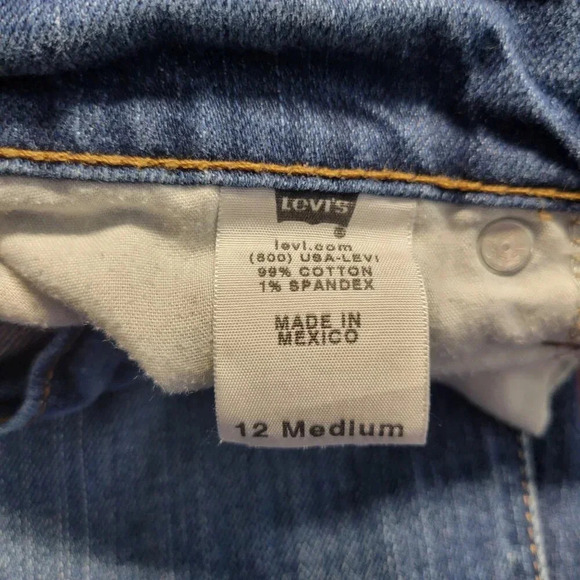 Levi's
®
levi.com
(800) USA-LEVI
99% COTTON
1% SPANDEX
MADE IN
MEXICO
12 Medium